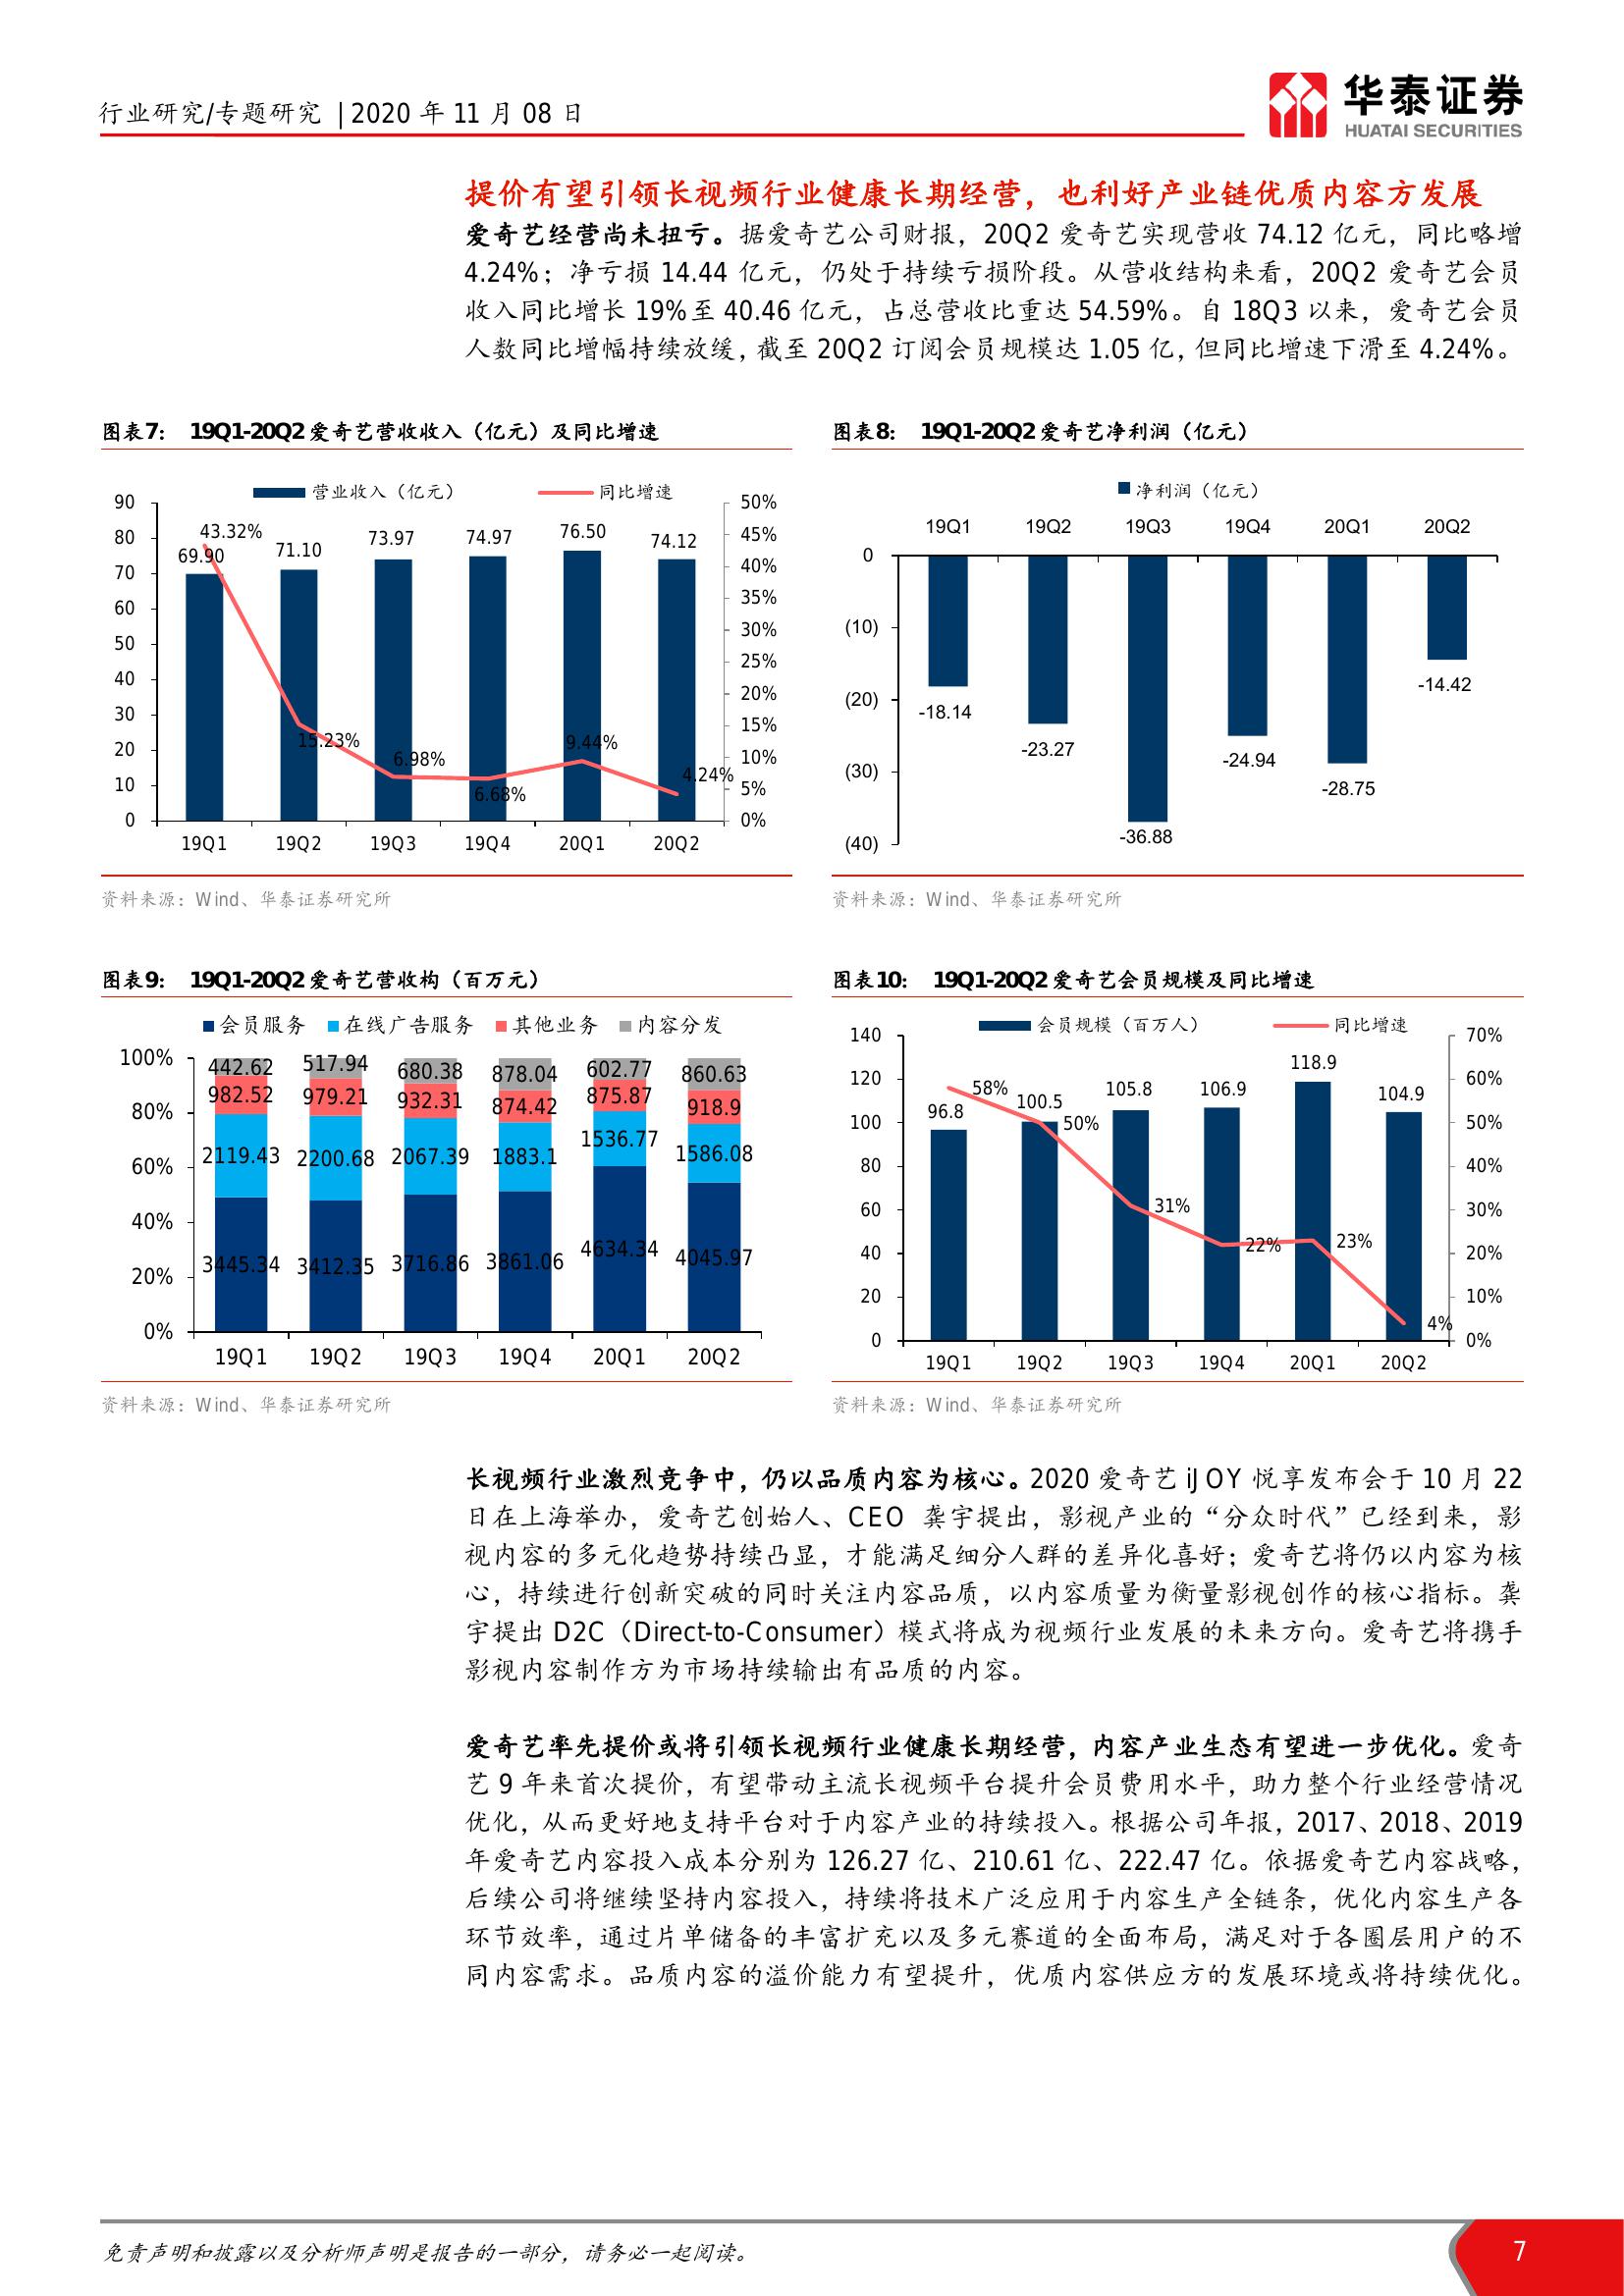 行业研究/专题研究 | 2020 年 11 月 08 日
华泰证券
HUATAI SECURITIES
提价有望引领长视频行业健康长期经营，也利好产业链优质内容方发展
爱奇艺经营尚未扭亏。据爱奇艺公司财报，20Q2 爱奇艺实现营收 74.12 亿元，同比略增
4.24%；净亏损 14.44 亿元，仍处于持续亏损阶段。从营收结构来看，20Q2 爱奇艺会员
收入同比增长 19%至 40.46 亿元，占总营收比重达 54.59%。自 18Q3 以来，爱奇艺会员
人数同比增幅持续放缓，截至 20Q2 订阅会员规模达 1.05 亿，但同比增速下滑至 4.24%。
图表7： 19Q1-20Q2 爱奇艺营收收入（亿元）及同比增速
营业收入（亿元） 同比增速
90 80 70 60 50 40 30 20 10 0
50% 45% 40% 35% 30% 25% 20% 15% 10% 5% 0%
69.90 71.10 73.97 74.97 76.50 74.12
43.32% 15.23% 6.98% 6.68% 9.44% 4.24%
19Q1 19Q2 19Q3 19Q4 20Q1 20Q2
资料来源：Wind、华泰证券研究所
图表8： 19Q1-20Q2 爱奇艺净利润（亿元）
净利润（亿元）
19Q1 19Q2 19Q3 19Q4 20Q1 20Q2
0 (10) (20) (30) (40)
-18.14 -23.27 -36.88 -24.94 -28.75 -14.42
资料来源：Wind、华泰证券研究所
图表9： 19Q1-20Q2 爱奇艺营收构（百万元）
会员服务 在线广告服务 其他业务 内容分发
100% 80% 60% 40% 20% 0%
442.62 517.94 680.38 878.04 602.77 860.63
982.52 979.21 932.31 874.42 875.87 918.9
2119.43 2200.68 2067.39 1883.1 1536.77 1586.08
3445.34 3412.35 3716.86 3861.06 4634.34 4045.97
19Q1 19Q2 19Q3 19Q4 20Q1 20Q2
资料来源：Wind、华泰证券研究所
图表10： 19Q1-20Q2 爱奇艺会员规模及同比增速
会员规模（百万人） 同比增速
140 120 100 80 60 40 20 0
70% 60% 50% 40% 30% 20% 10% 0%
96.8 100.5 105.8 106.9 118.9 104.9
58% 50% 31% 22% 23% 4%
19Q1 19Q2 19Q3 19Q4 20Q1 20Q2
资料来源：Wind、华泰证券研究所
长视频行业激烈竞争中，仍以品质内容为核心。2020 爱奇艺 iJOY 悦享发布会于 10 月 22
日在上海举办，爱奇艺创始人、CEO 龚宇提出，影视产业的“分众时代”已经到来，影
视内容的多元化趋势持续凸显，才能满足细分人群的差异化喜好；爱奇艺将仍以内容为核
心，持续进行创新突破的同时关注内容品质，以内容质量为衡量影视创作的核心指标。龚
宇提出 D2C（Direct-to-Consumer）模式将成为视频行业发展的未来方向。爱奇艺将携手
影视内容制作方为市场持续输出有品质的内容。
爱奇艺率先提价或将引领长视频行业健康长期经营，内容产业生态有望进一步优化。爱奇
艺 9 年来首次提价，有望带动主流长视频平台提升会员费用水平，助力整个行业经营情况
优化，从而更好地支持平台对于内容产业的持续投入。根据公司年报，2017、2018、2019
年爱奇艺内容投入成本分别为 126.27 亿、210.61 亿、222.47 亿。依据爱奇艺内容战略，
后续公司将继续坚持内容投入，持续将技术广泛应用于内容生产全链条，优化内容生产各
环节效率，通过片单储备的丰富扩充以及多元赛道的全面布局，满足对于各圈层用户的不
同内容需求。品质内容的溢价能力有望提升，优质内容供应方的发展环境或将持续优化。
免责声明和披露以及分析师声明是报告的一部分，请务必一起阅读。
7